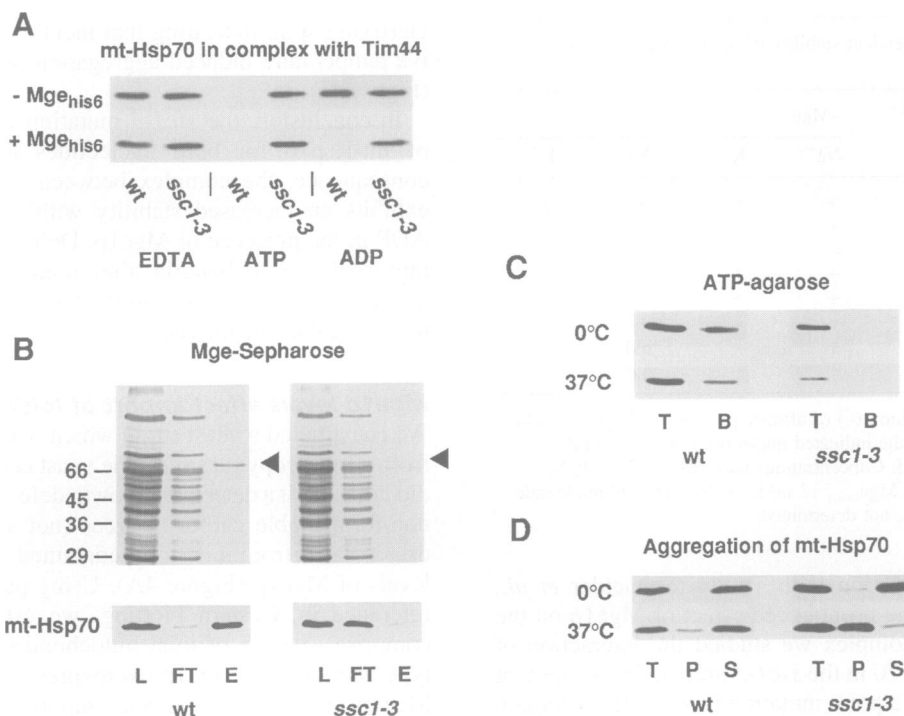 A
mt-Hsp70 in complex with Tim44
- Mgehis6
+ Mgehis6
wt ssc1-3 wt ssc1-3 wt ssc1-3
EDTA ATP ADP
B
Mge-Sepharose
66
45
36
29
mt-Hsp70
L FT E L FT E
wt ssc1-3
C
ATP-agarose
0°C
37°C
T B T B
wt ssc1-3
D
Aggregation of mt-Hsp70
0°C
37°C
T P S T P S
wt ssc1-3